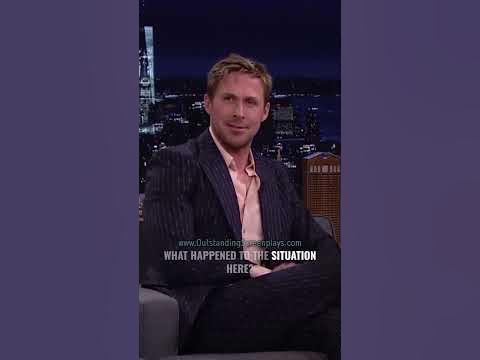 www.OutstandingScreenplays.com
WHAT HAPPENED TO THE SITUATION
HERE?